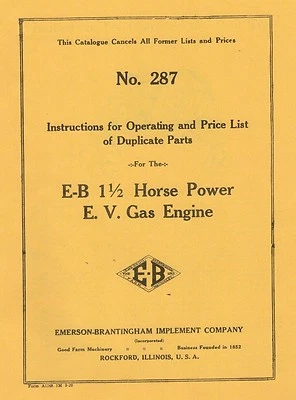 This Catalogue Cancels All Former Lists and Prices
No. 287
Instructions for Operating and Price List
of Duplicate Parts
-:-For The-:-
E-B 1½ Horse Power
E. V. Gas Engine
E-B
EMERSON-BRANTINGHAM IMPLEMENT COMPANY
(Incorporated)
Good Farm Machinery Business Founded in 1852
ROCKFORD, ILLINOIS, U. S. A.